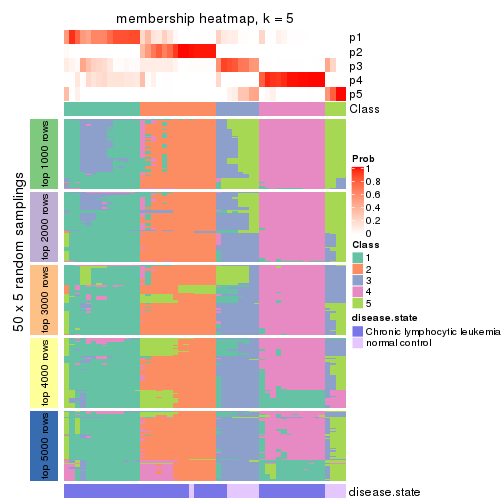 membership heatmap, k = 5
p1
p2
p3
p4
p5
Class
50 x 5 random samplings
top 1000 rows
top 2000 rows
top 3000 rows
top 4000 rows
top 5000 rows
disease.state
Prob
1
0.8
0.6
0.4
0.2
0
Class
1
2
3
4
5
disease.state
Chronic lymphocytic leukemia
normal control